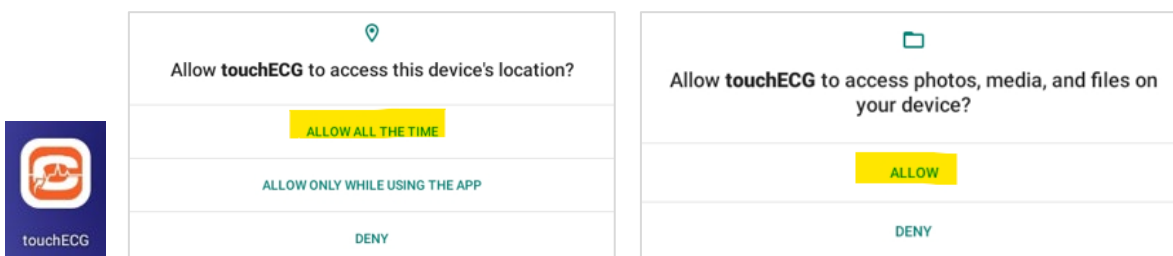 touchECG
Allow touchECG to access this device's location?
ALLOW ALL THE TIME
ALLOW ONLY WHILE USING THE APP
DENY
Allow touchECG to access photos, media, and files on
your device?
ALLOW
DENY